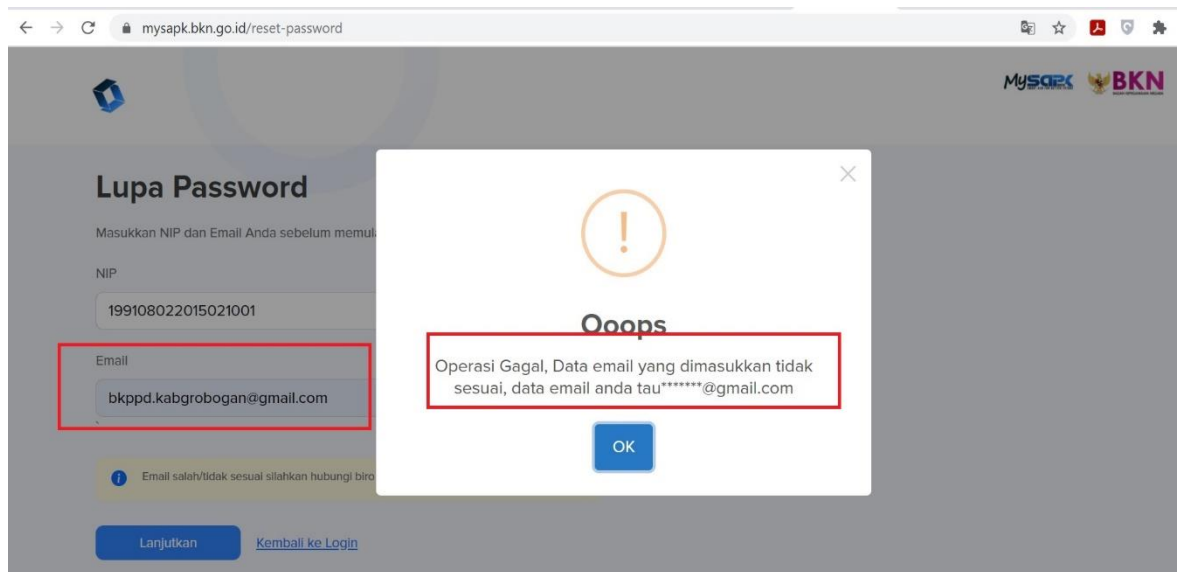 mysapk.bkn.go.id/reset-password
Mysapk BKN
Lupa Password
Masukkan NIP dan Email Anda sebelum
NIP
199108022015021001
Email
bkppd.kabgrobogan@gmail.com
Email salah/tidak sesuai silahkan hubungi biro
Lanjutkan
Kembali ke Login
Ooops
Operasi Gagal, Data email yang dimasukkan tidak
sesuai, data email anda tau*******@gmail.com
OK